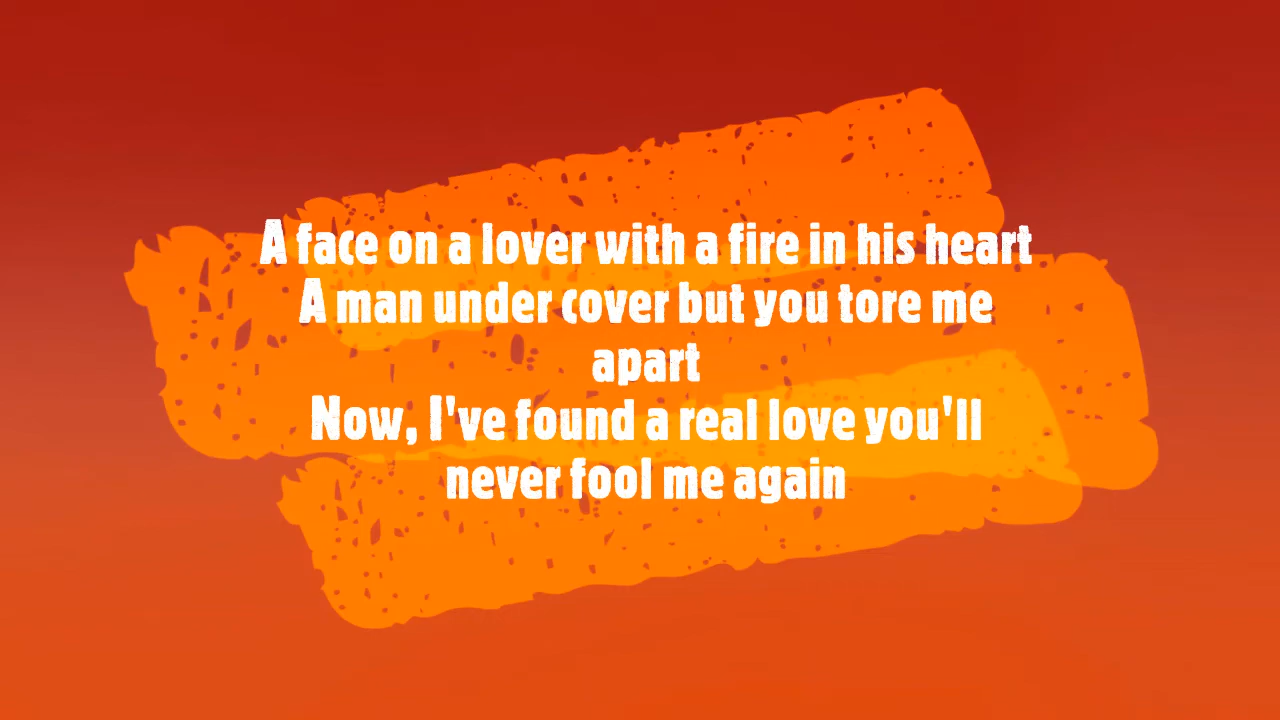 A face on a lover with a fire in his heart
A man under cover but you tore me
apart
Now, I've found a real love you'll
never fool me again